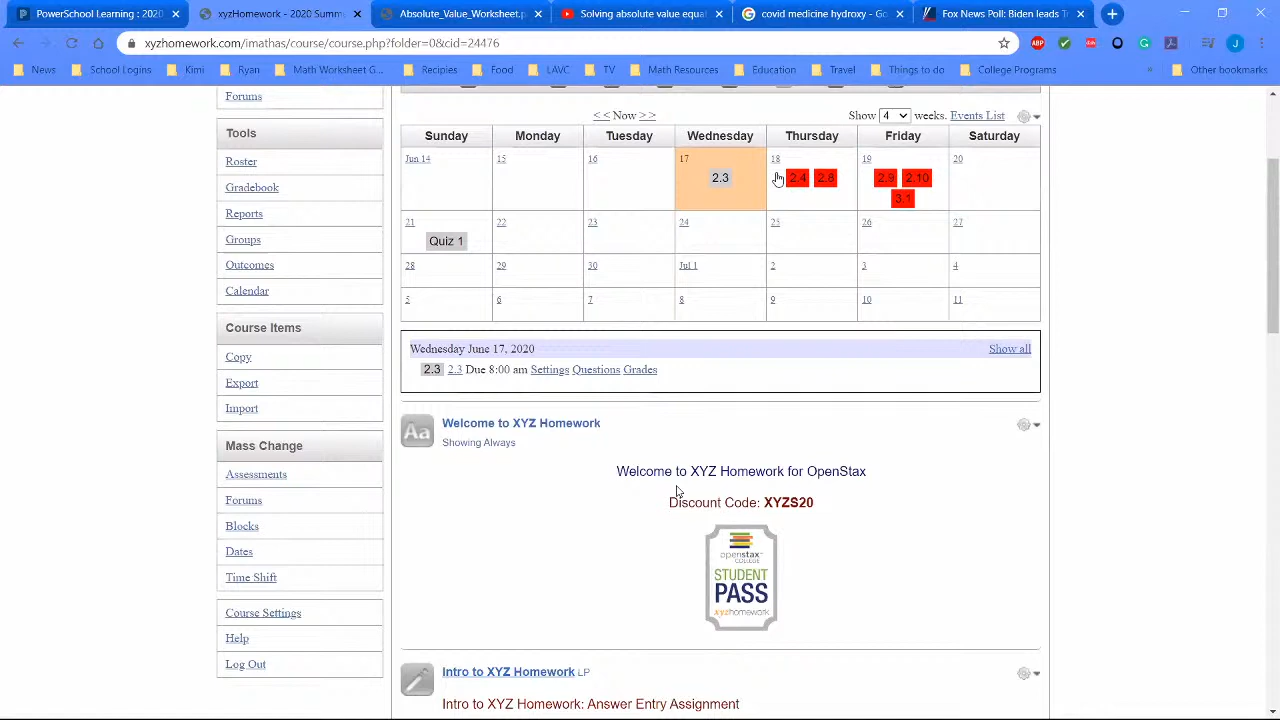 PowerSchool Learning : 2020
xyzHomework - 2020 Summ
Absolute_Value_Worksheet.p
Solving absolute value equat
covid medicine hydroxy - Go
Fox News Poll: Biden leads T
xyzhomework.com/imathas/course/course.php?folder=0&cid=24476
ABP
J
News
School Logins
Kimi
Ryan
Math Worksheet G...
Recipes
Food
LAVC
TV
Math Resources
Education
Travel
Things to do
College Programs
»
Other bookmarks
Forums
Tools
Roster
Gradebook
Reports
Groups
Outcomes
Calendar
Course Items
Copy
Export
Import
Mass Change
Assessments
Forums
Blocks
Dates
Time Shift
Course Settings
Help
Log Out
<< Now >>
Show 4 weeks. Events List
Sunday Monday Tuesday Wednesday Thursday Friday Saturday
Jun 14 15 16 17 18 19 20
2.3 2.4 2.8 2.9 2.10
3.1
21 22 23 24 25 26 27
Quiz 1
28 29 30 Jul 1 2 3 4
5 6 7 8 9 10 11
Wednesday June 17, 2020 Show all
2.3 2.3 Due 8:00 am Settings Questions Grades
Aa
Welcome to XYZ Homework
Showing Always
Welcome to XYZ Homework for OpenStax
Discount Code: XYZS20
openstax
COLLEGE
STUDENT
PASS
xyzhomework
Intro to XYZ Homework LP
Intro to XYZ Homework: Answer Entry Assignment